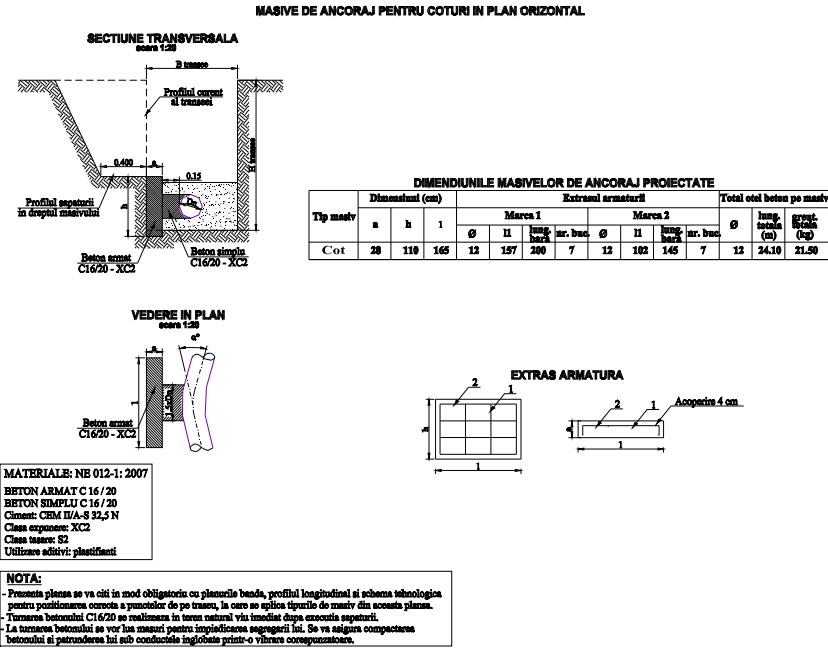 MASIVE DE ANCORAJ PENTRU COTURI IN PLAN ORIZONTAL
SECTIUNE TRANSVERSALA
scara 1:25
B transee
Profilul curent
al transeei
H transee
0.400
a
0.15
Dn
h
Profilul sapaturii
in dreptul masivului
Beton armat
C16/20 - XC2
Beton simplu
C16/20 - XC2
DIMENDIUNILE MASIVELOR DE ANCORAJ PROIECTATE
Tip masiv Dimensiuni (cm) Extrasul armaturii Total otel beton pe masiv
a h l Marca 1 Marca 2 Ø lung. totala (m) greut. totala (kg)
Ø l1 lung. bara nr. buc. Ø l1 lung. bara nr. buc.
Cot 28 110 165 12 157 200 7 12 102 145 7 12 24.10 21.50
VEDERE IN PLAN
scara 1:25
α°
a
l
1.5xDn
Beton armat
C16/20 - XC2
EXTRAS ARMATURA
2
1
h
l
2
1
Acoperire 4 cm
a
l
MATERIALE: NE 012-1: 2007
BETON ARMAT C 16 / 20
BETON SIMPLU C 16 / 20
Ciment: CEM II/A-S 32,5 N
Clasa expunere: XC2
Clasa tasare: S2
Utilizare aditivi: plastifianti
NOTA:
- Prezenta plansa se va citi in mod obligatoriu cu planurile banda, profilul longitudinal si schema tehnologica
pentru pozitionarea corecta a punctelor de pe traseu, la care se aplica tipurile de masiv din aceasta plansa.
- Turnarea betonului C16/20 se realizeaza in teren natural viu imediat dupa executia sapaturii.
- La turnarea betonului se vor lua masuri pentru impiedicarea segregarii lui. Se va asigura compactarea
betonului si patrunderea lui sub conductele inglobate printr-o vibrare corespunzatoare.